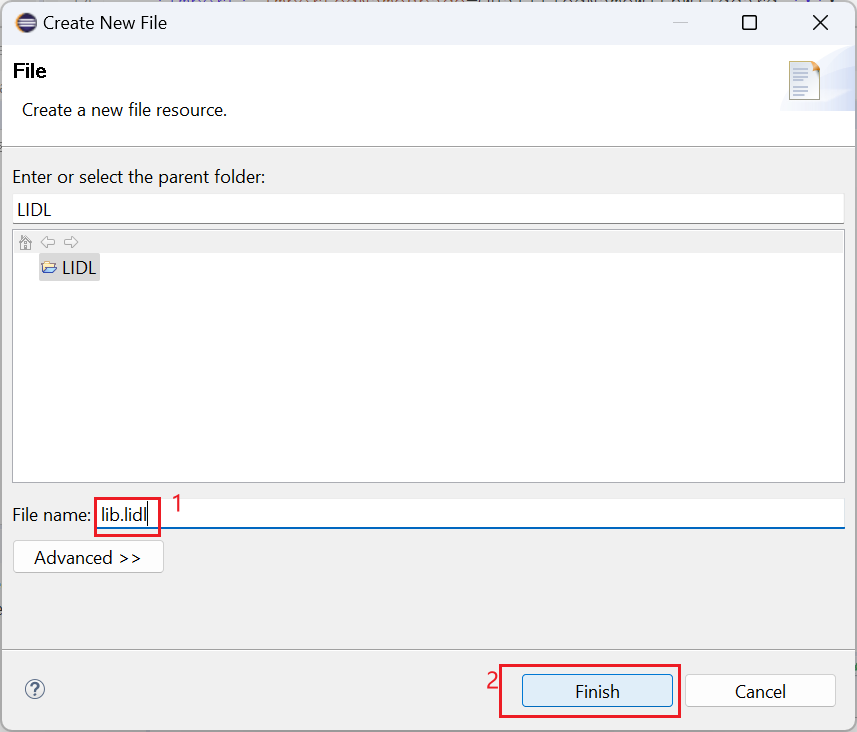 Create New File
File
Create a new file resource.
Enter or select the parent folder:
LIDL
LIDL
File name: lib.lidl 1
Advanced >>
2 Finish Cancel